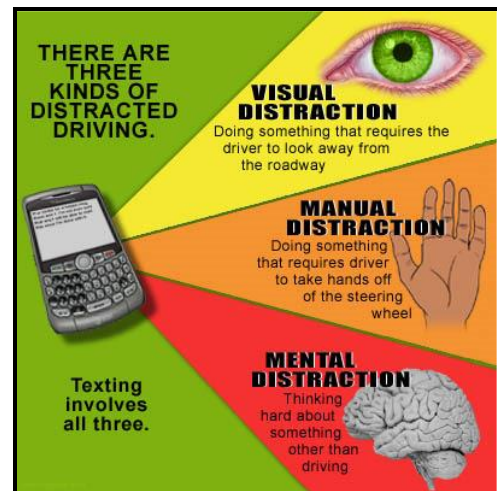 THERE ARE
THREE
KINDS OF
DISTRACTED
DRIVING.
VISUAL
DISTRACTION
Doing something that requires the
driver to look away from
the roadway
MANUAL
DISTRACTION
Doing something
that requires driver
to take hands off
of the steering
wheel
MENTAL
DISTRACTION
Thinking
hard about
something
other than
driving
Texting
involves
all three.